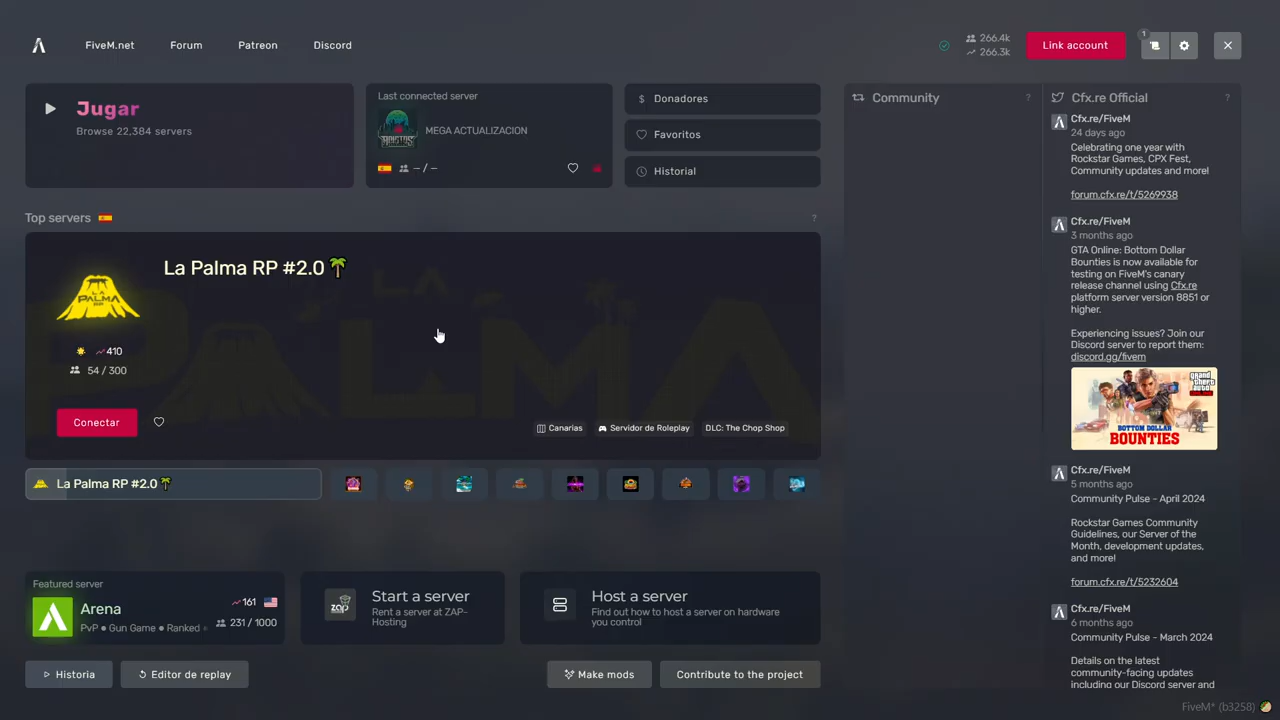 FiveM.net
Forum
Patreon
Discord
266.4k
266.3k
Link account
1
Jugar
Browse 22,384 servers
Last connected server
MEGA ACTUALIZACION
– / –
$ Donadores
Favoritos
Historial
Top servers
?
La Palma RP #2.0
LA
PALMA
410
54 / 300
Conectar
Canarias
Servidor de Roleplay
DLC: The Chop Shop
La Palma RP #2.0
Featured server
Arena
161
PvP ● Gun Game ● Ranked
231 / 1000
zap
Start a server
Rent a server at ZAP-
Hosting
Host a server
Find out how to host a server on hardware
you control
Historia
Editor de replay
Make mods
Contribute to the project
Community
?
Cfx.re Official
?
Cfx.re/FiveM
24 days ago
Celebrating one year with
Rockstar Games, CPX Fest,
Community updates and more!
forum.cfx.re/t/5269938
Cfx.re/FiveM
3 months ago
GTA Online: Bottom Dollar
Bounties is now available for
testing on FiveM's canary
release channel using Cfx.re
platform server version 8851 or
higher.
Experiencing issues? Join our
Discord server to report them:
discord.gg/fivem
grand
theft
auto
BOTTOM DOLLAR
BOUNTIES
Cfx.re/FiveM
5 months ago
Community Pulse – April 2024
Rockstar Games Community
Guidelines, our Server of the
Month, development updates,
and more!
forum.cfx.re/t/5232604
Cfx.re/FiveM
6 months ago
Community Pulse – March 2024
Details on the latest
community-facing updates
including our Discord server and
FiveM* (b3258)